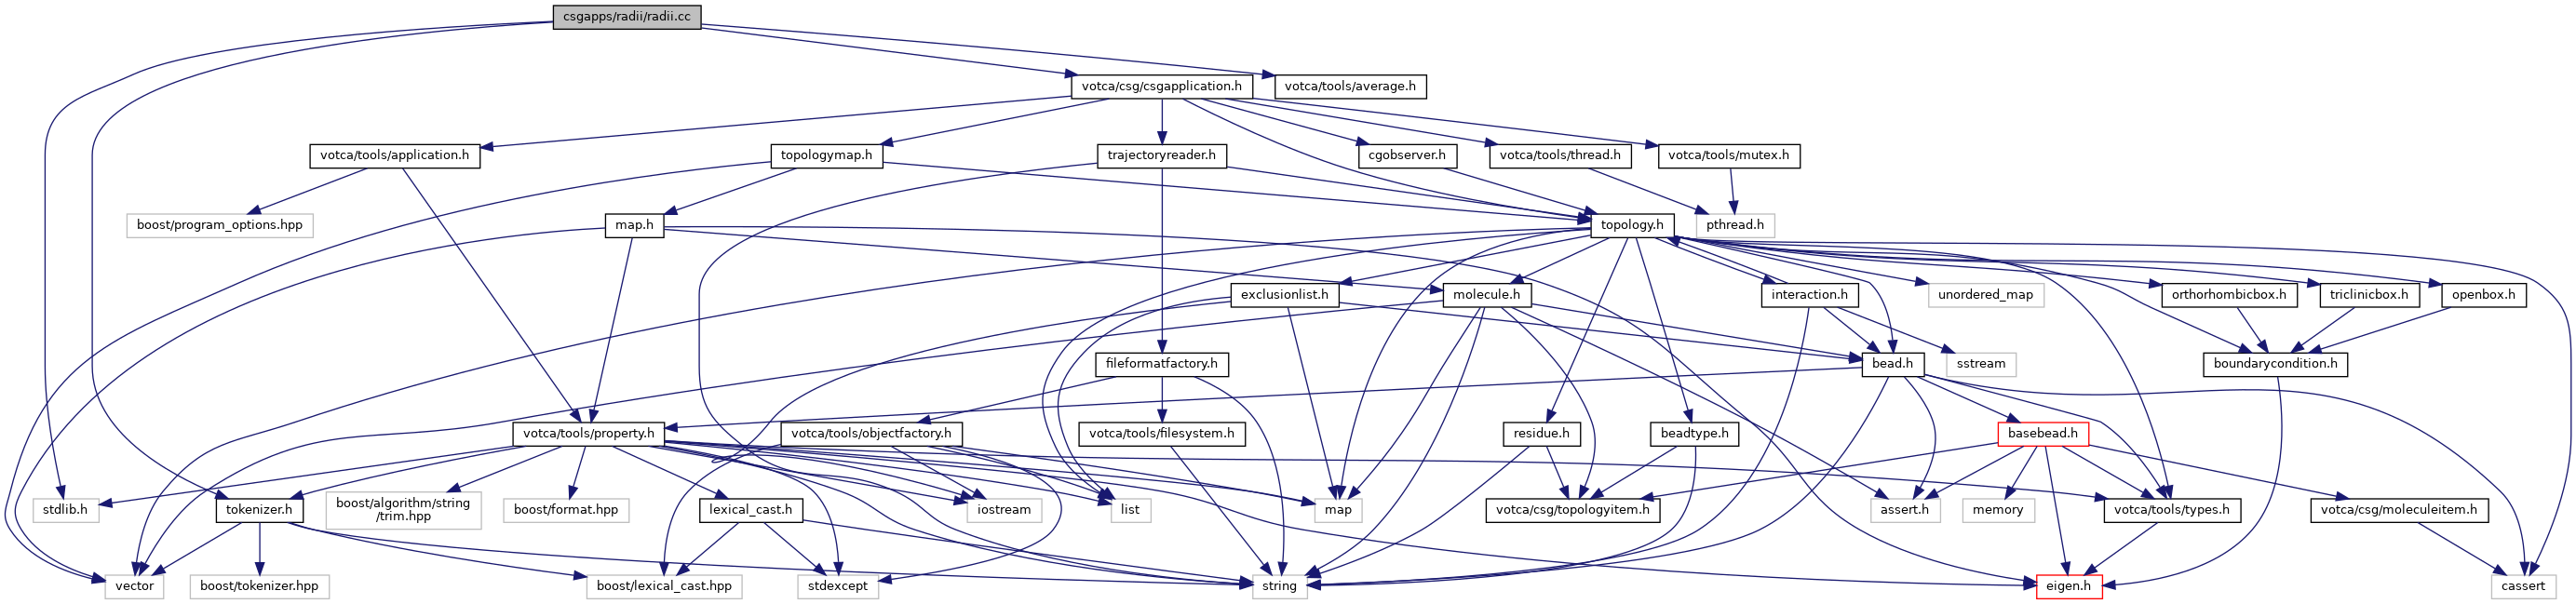 csgapps/radii/radii.cc
votca/csg/csgapplication.h
votca/tools/average.h
votca/tools/application.h
topologymap.h
trajectoryreader.h
cgobserver.h
votca/tools/thread.h
votca/tools/mutex.h
boost/program_options.hpp
map.h
topology.h
pthread.h
exclusionlist.h
molecule.h
interaction.h
unordered_map
orthorhombicbox.h
triclinicbox.h
openbox.h
fileformatfactory.h
bead.h
sstream
boundarycondition.h
votca/tools/property.h
votca/tools/objectfactory.h
votca/tools/filesystem.h
residue.h
beadtype.h
basebead.h
stdlib.h
tokenizer.h
boost/algorithm/string
/trim.hpp
boost/format.hpp
lexical_cast.h
iostream
list
map
votca/csg/topologyitem.h
assert.h
memory
votca/tools/types.h
votca/csg/moleculeitem.h
vector
boost/tokenizer.hpp
boost/lexical_cast.hpp
stdexcept
string
eigen.h
cassert